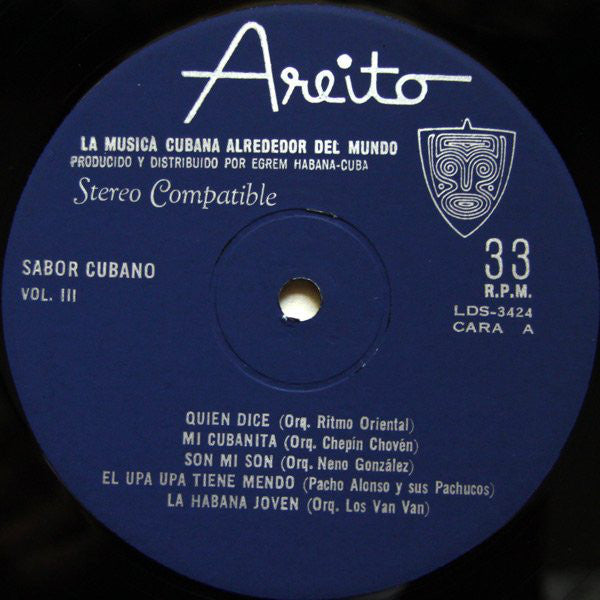 Areito
LA MUSICÀ CUBANA ALREDEDOR DEL MUNDO
PRODUCIDO Y DISTRIBUIDO POR EGREM HABANA-CUBA
Stereo Compatible
SABOR CUBANO
VOL. III
33
R.P.M.
LDS-3424
CARA A
QUIEN DICE (Orq. Ritmo Oriental)
MI CUBANITA (Orq. Chepín Chovén)
SON MI SON (Orq. Neno González)
EL UPA UPA TIENE MENDO (Pacho Alonso y sus Pachucos)
LA HABANA JOVEN (Orq. Los Van Van)